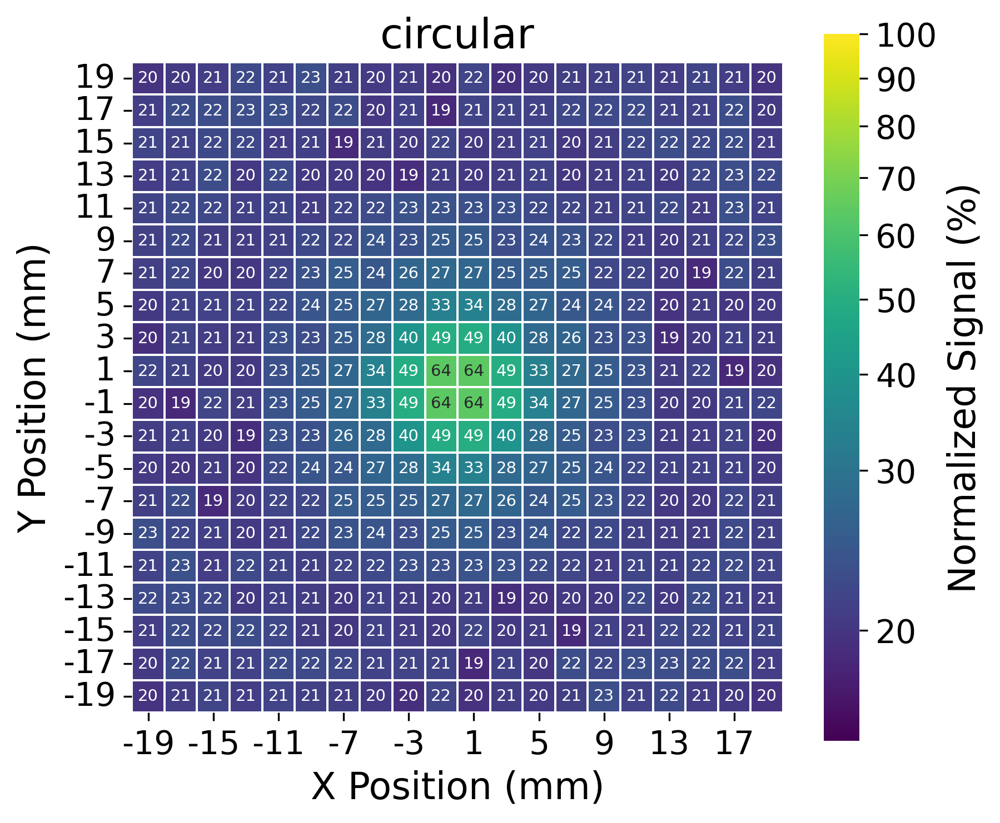 circular
19 20 20 21 22 21 23 21 20 21 20 22 20 20 21 21 21 21 21 21 20
17 21 22 22 23 23 22 22 20 21 19 21 21 21 22 22 22 21 21 22 20
15 21 21 22 22 21 21 19 21 20 22 20 21 21 20 21 22 22 22 22 21
13 21 21 22 20 22 20 20 20 19 21 20 21 21 20 21 21 20 22 23 22
11 21 22 22 21 21 21 22 22 23 23 23 23 22 22 21 21 22 21 23 21
9 21 22 21 21 21 22 22 24 23 25 25 23 24 23 22 21 20 21 22 23
7 21 22 20 20 22 23 25 24 26 27 27 25 25 25 22 22 20 19 22 21
5 20 21 21 21 22 24 25 27 28 33 34 28 27 24 24 22 20 21 20 20
3 20 21 21 21 23 23 25 28 40 49 49 40 28 26 23 23 19 20 21 21
1 22 21 20 20 23 25 27 34 49 64 64 49 33 27 25 23 21 22 19 20
-1 20 19 22 21 23 25 27 33 49 64 64 49 34 27 25 23 20 20 21 22
-3 21 21 20 19 23 23 26 28 40 49 49 40 28 25 23 23 21 21 21 20
-5 20 20 21 20 22 24 24 27 28 34 33 28 27 25 24 22 21 21 21 20
-7 21 22 19 20 22 22 25 25 25 27 27 26 24 25 23 22 20 20 22 21
-9 23 22 21 20 21 22 23 24 23 25 25 23 24 22 22 21 21 21 22 21
-11 21 23 21 22 21 21 22 22 23 23 23 23 22 22 21 21 21 22 22 21
-13 22 23 22 20 21 21 20 21 21 20 21 19 20 20 20 22 20 22 21 21
-15 21 22 22 22 22 21 20 21 21 20 22 20 21 19 21 21 22 22 21 21
-17 20 22 21 21 22 22 22 21 21 21 19 21 20 22 22 23 23 22 22 21
-19 20 21 21 21 21 21 21 20 20 22 20 21 20 21 23 21 22 21 20 20
-19 -15 -11 -7 -3 1 5 9 13 17
X Position (mm)
Y Position (mm)
100
90
80
70
60
50
40
30
20
Normalized Signal (%)